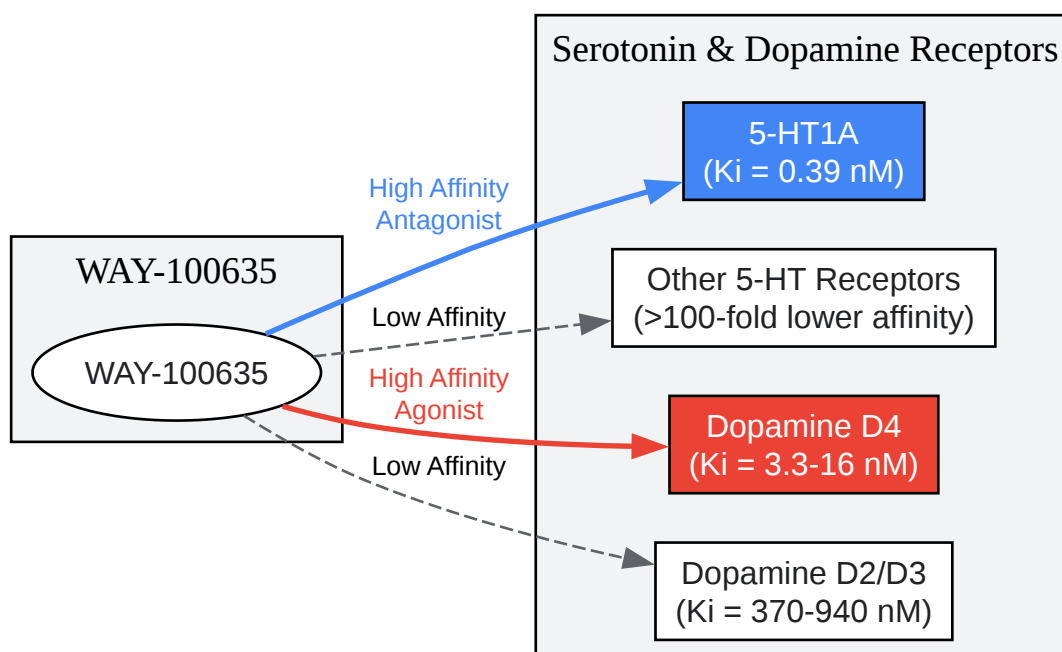 Serotonin & Dopamine Receptors
5-HT1A
(Ki = 0.39 nM)
High Affinity
Antagonist
WAY-100635
WAY-100635
Low Affinity
Other 5-HT Receptors
(>100-fold lower affinity)
High Affinity
Agonist
Dopamine D4
(Ki = 3.3-16 nM)
Low Affinity
Dopamine D2/D3
(Ki = 370-940 nM)